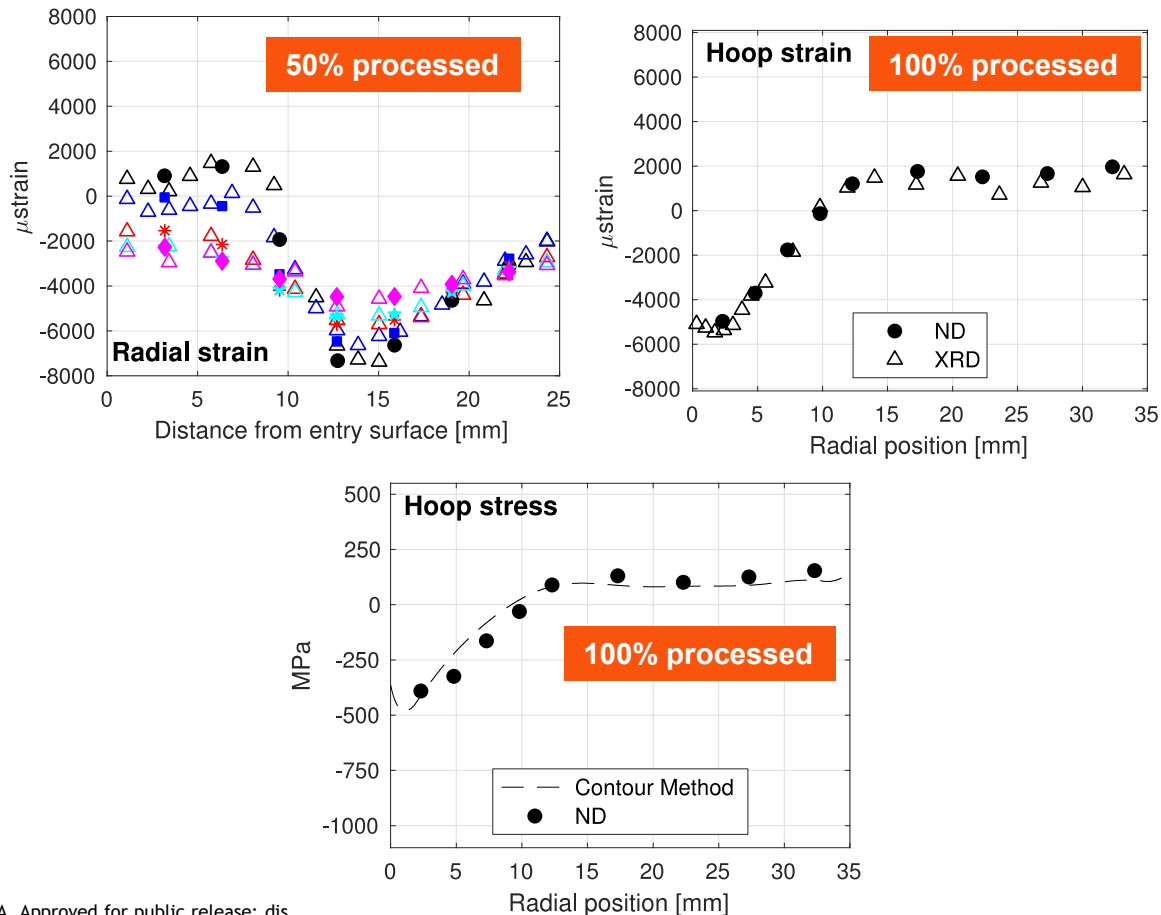 8000
6000
4000
2000
0
-2000
-4000
-6000
-8000
μstrain
50% processed
Radial strain
0 5 10 15 20 25
Distance from entry surface [mm]
8000
6000
4000
2000
0
-2000
-4000
-6000
-8000
μstrain
Hoop strain
100% processed
ND
XRD
0 5 10 15 20 25 30 35
Radial position [mm]
500
250
0
-250
-500
-750
-1000
MPa
Hoop stress
100% processed
Contour Method
ND
0 5 10 15 20 25 30 35
Radial position [mm]
A. Approved for public release: dis